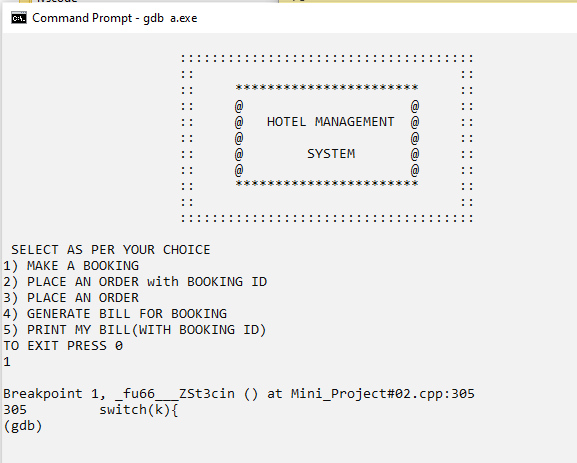 Command Prompt - gdb a.exe
:::::::::::::::::::::::::::::::::::::
:: ::
:: *********************** ::
:: @ @ ::
:: @ HOTEL MANAGEMENT @ ::
:: @ @ ::
:: @ SYSTEM @ ::
:: @ @ ::
:: *********************** ::
:: ::
:::::::::::::::::::::::::::::::::::::
SELECT AS PER YOUR CHOICE
1) MAKE A BOOKING
2) PLACE AN ORDER with BOOKING ID
3) PLACE AN ORDER
4) GENERATE BILL FOR BOOKING
5) PRINT MY BILL(WITH BOOKING ID)
TO EXIT PRESS 0
1
Breakpoint 1, _fu66___ZSt3cin () at Mini_Project#02.cpp:305
305 switch(k){
(gdb)